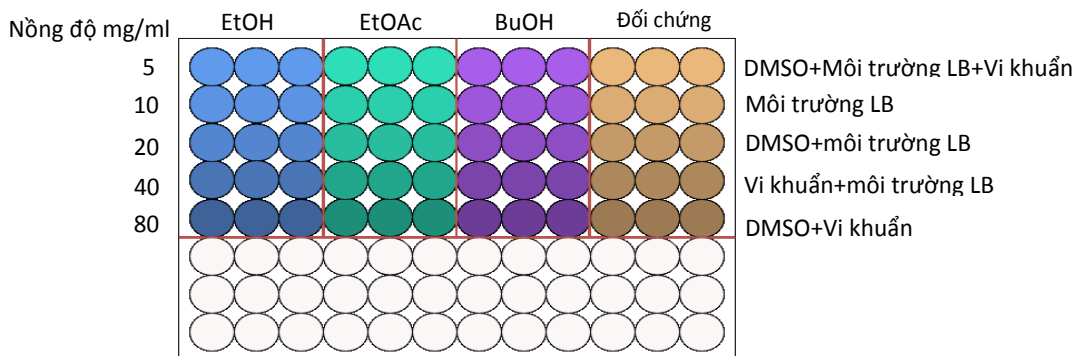 Nồng độ mg/ml EtOH EtOAc BuOH Đối chứng
5 DMSO+Môi trường LB+Vi khuẩn
10 Môi trường LB
20 DMSO+môi trường LB
40 Vi khuẩn+môi trường LB
80 DMSO+Vi khuẩn